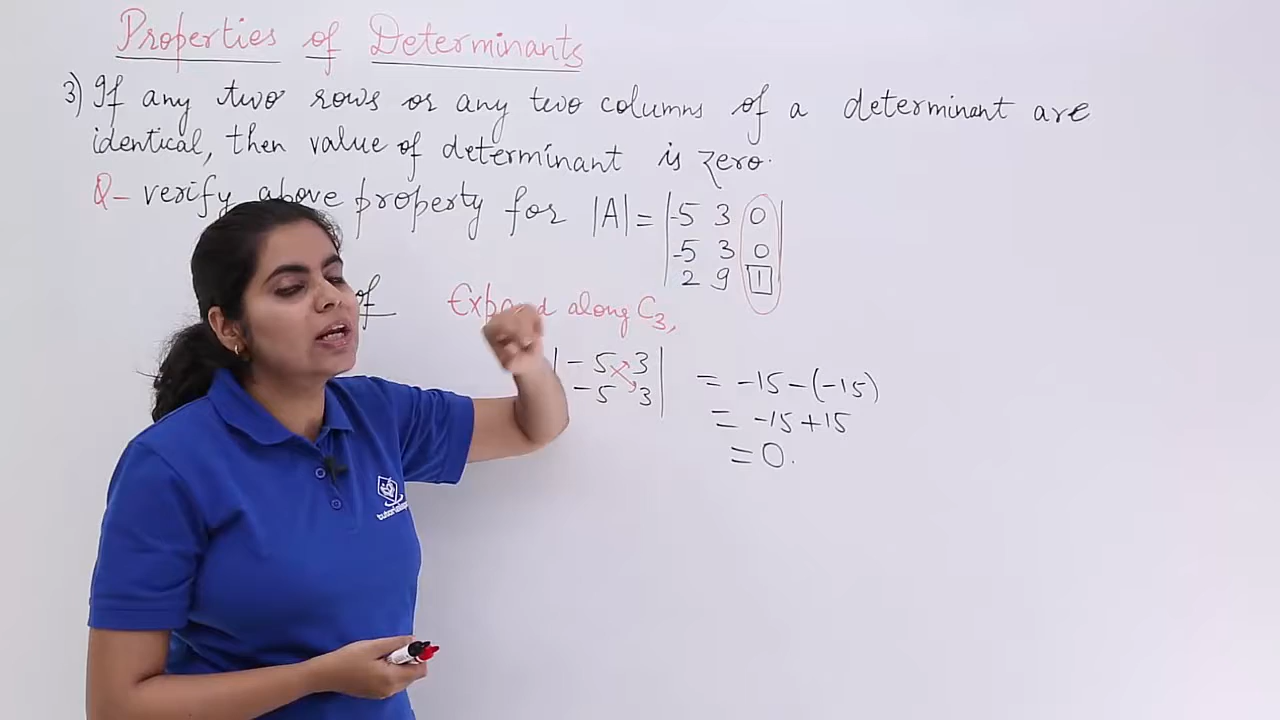 Properties of Determinants
3) If any two rows or any two columns of a determinant are
identical, then value of determinant is zero.
Q- verify above property for |A| = |-5 3 0|
|-5 3 0|
|2 9 1|
of Expand along C3,
|-5 3| = -15-(-15)
|-5 3| = -15+15
= 0.